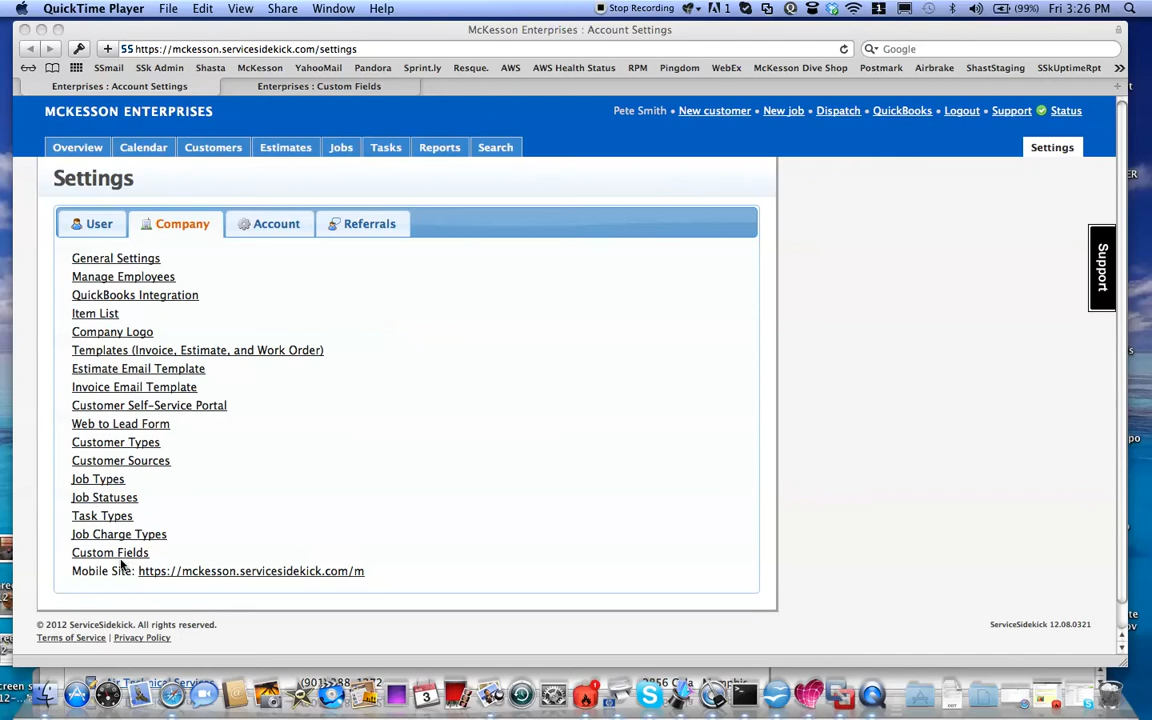 QuickTime Player File Edit View Share Window Help Stop Recording 1 1 (99%) Fri 3:26 PM
McKesson Enterprises : Account Settings
https://mckesson.servicesidekick.com/settings Google
SSmail SSk Admin Shasta McKesson YahooMail Pandora Sprint.ly Resque. AWS AWS Health Status RPM Pingdom WebEx McKesson Dive Shop Postmark Airbrake ShastStaging SSkUptimeRpt
Enterprises : Account Settings Enterprises : Custom Fields
MCKESSON ENTERPRISES Pete Smith • New customer • New job • Dispatch • QuickBooks • Logout • Support Status
Overview Calendar Customers Estimates Jobs Tasks Reports Search Settings
Settings
User Company Account Referrals
General Settings
Manage Employees
QuickBooks Integration
Item List
Company Logo
Templates (Invoice, Estimate, and Work Order)
Estimate Email Template
Invoice Email Template
Customer Self-Service Portal
Web to Lead Form
Customer Types
Customer Sources
Job Types
Job Statuses
Task Types
Job Charge Types
Custom Fields
Mobile Site: https://mckesson.servicesidekick.com/m
Support
© 2012 ServiceSidekick. All rights reserved. ServiceSidekick 12.08.0321
Terms of Service | Privacy Policy